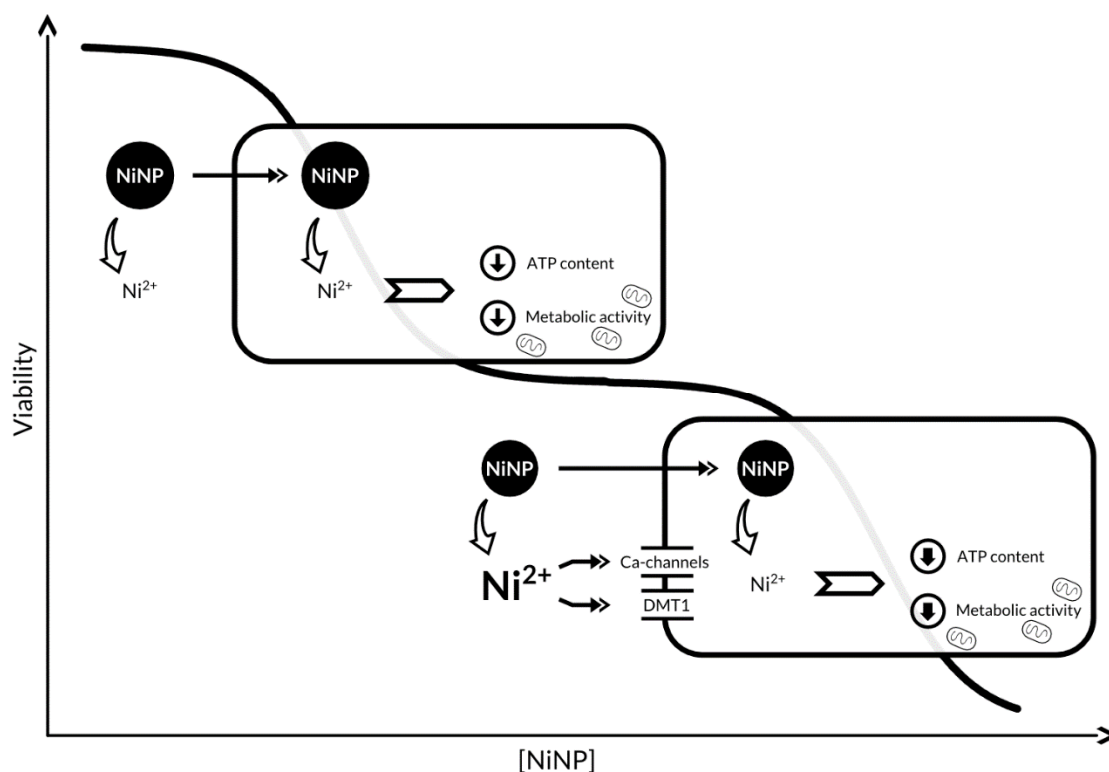 Viability
NiNP
NiNP
Ni²⁺
Ni²⁺
ATP content
Metabolic activity
NiNP
NiNP
Ni²⁺
Ca-channels
DMT1
Ni²⁺
ATP content
Metabolic activity
[NiNP]